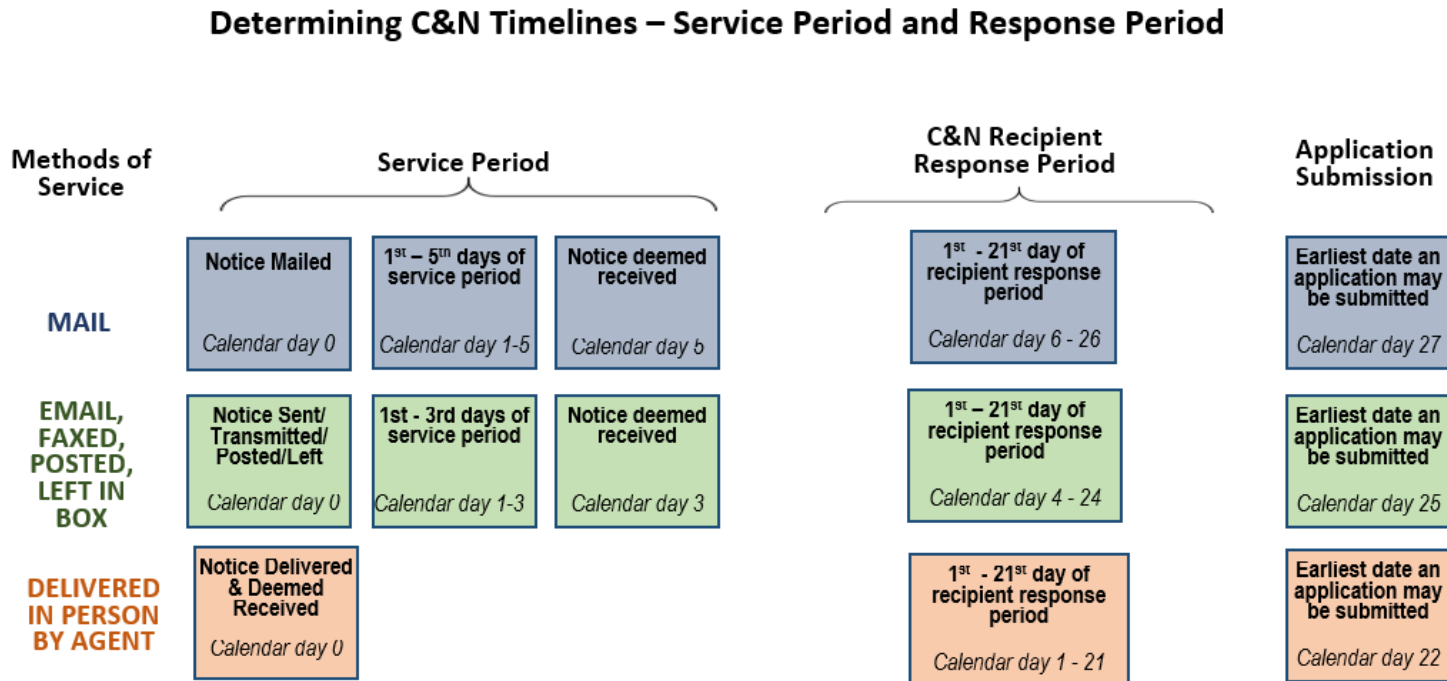 Determining C&N Timelines – Service Period and Response Period
Methods of
Service
Service Period
C&N Recipient
Response Period
Application
Submission
MAIL
Notice Mailed
Calendar day 0
1st – 5th days of
service period
Calendar day 1-5
Notice deemed
received
Calendar day 5
1st - 21st day of
recipient response
period
Calendar day 6 - 26
Earliest date an
application may
be submitted
Calendar day 27
EMAIL,
FAXED,
POSTED,
LEFT IN
BOX
Notice Sent/
Transmitted/
Posted/Left
Calendar day 0
1st - 3rd days of
service period
Calendar day 1-3
Notice deemed
received
Calendar day 3
1st – 21st day of
recipient response
period
Calendar day 4 - 24
Earliest date an
application may
be submitted
Calendar day 25
DELIVERED
IN PERSON
BY AGENT
Notice Delivered
& Deemed
Received
Calendar day 0
1st - 21st day of
recipient response
period
Calendar day 1 - 21
Earliest date an
application may
be submitted
Calendar day 22